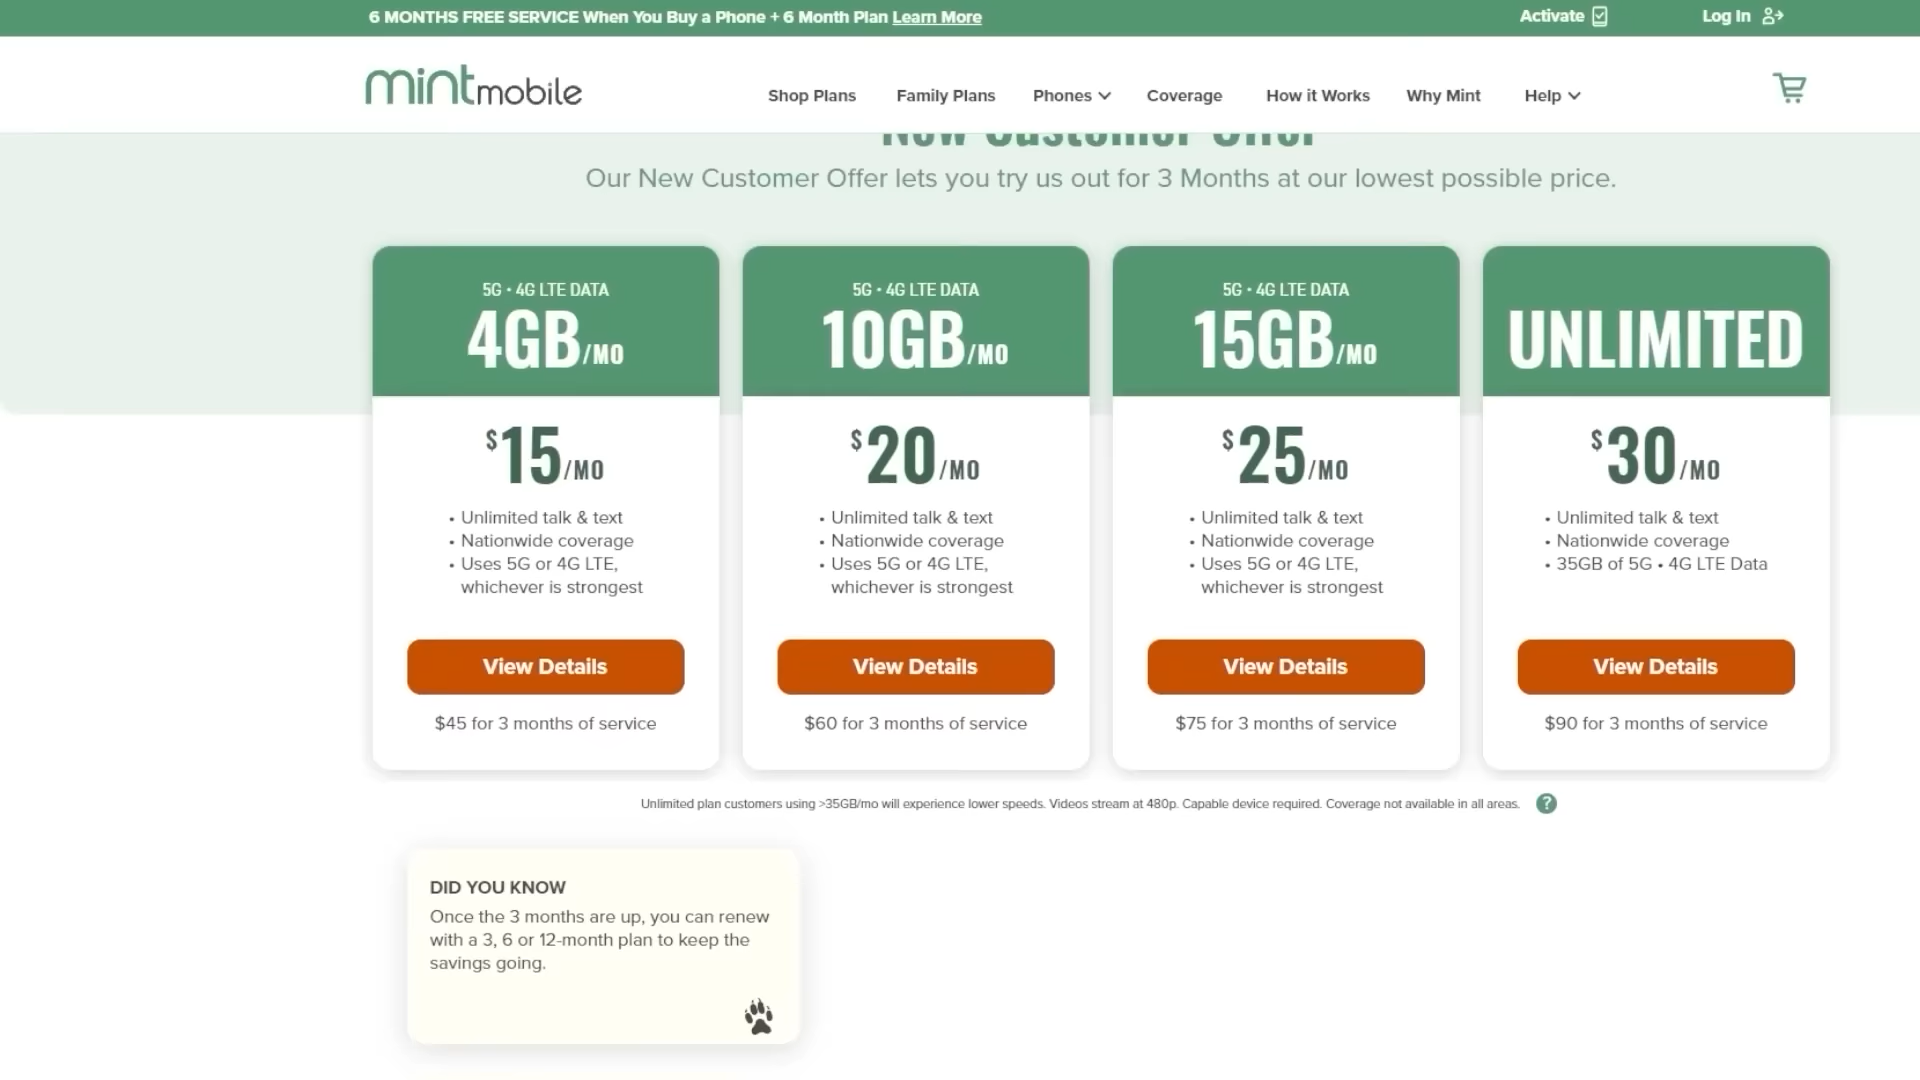 6 MONTHS FREE SERVICE When You Buy a Phone + 6 Month Plan Learn More
Activate
Log In
mintmobile
Shop Plans
Family Plans
Phones
Coverage
How it Works
Why Mint
Help
New Customer Offer
Our New Customer Offer lets you try us out for 3 Months at our lowest possible price.
5G • 4G LTE DATA
4GB/MO
$15/MO
• Unlimited talk & text
• Nationwide coverage
• Uses 5G or 4G LTE,
whichever is strongest
View Details
$45 for 3 months of service
5G • 4G LTE DATA
10GB/MO
$20/MO
• Unlimited talk & text
• Nationwide coverage
• Uses 5G or 4G LTE,
whichever is strongest
View Details
$60 for 3 months of service
5G • 4G LTE DATA
15GB/MO
$25/MO
• Unlimited talk & text
• Nationwide coverage
• Uses 5G or 4G LTE,
whichever is strongest
View Details
$75 for 3 months of service
UNLIMITED
$30/MO
• Unlimited talk & text
• Nationwide coverage
• 35GB of 5G • 4G LTE Data
View Details
$90 for 3 months of service
Unlimited plan customers using >35GB/mo will experience lower speeds. Videos stream at 480p. Capable device required. Coverage not available in all areas. ?
DID YOU KNOW
Once the 3 months are up, you can renew
with a 3, 6 or 12-month plan to keep the
savings going.